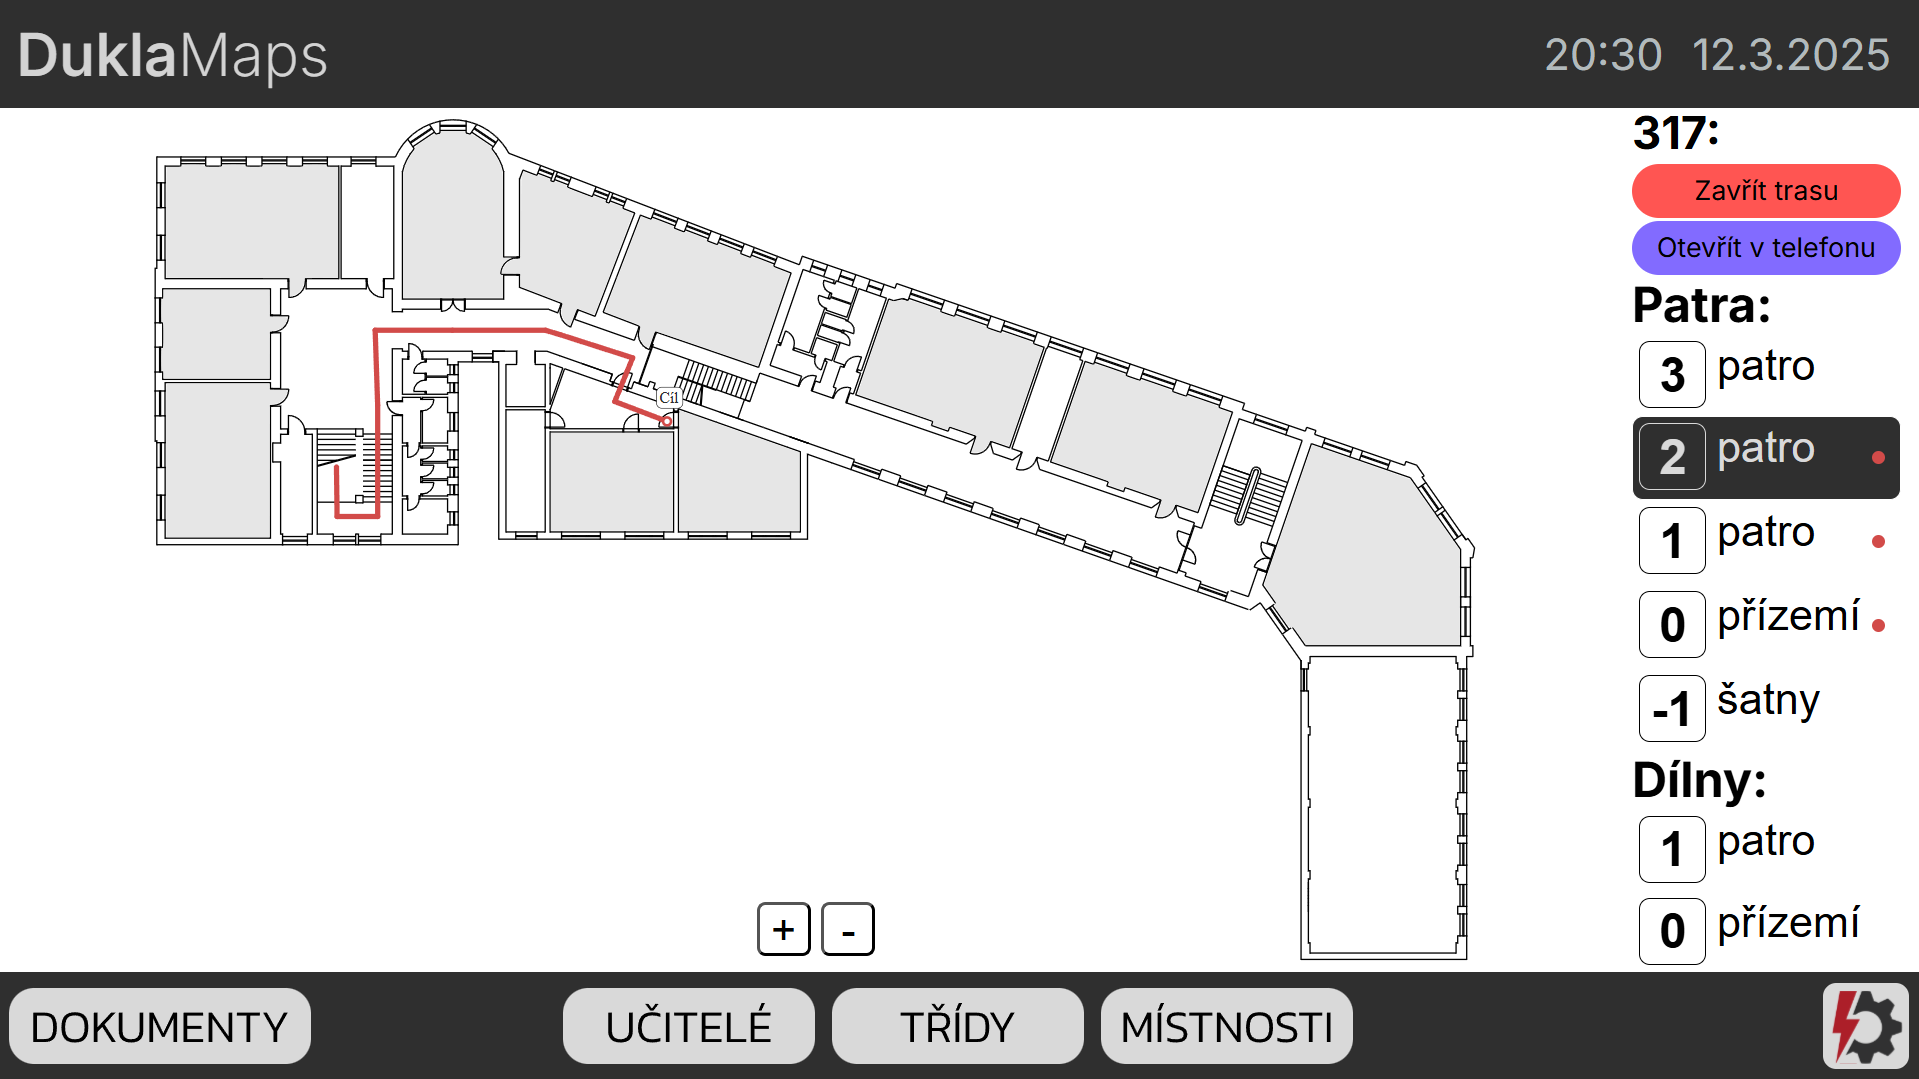 DuklaMaps
20:30 12.3.2025
317:
Zavřít trasu
Otevřít v telefonu
Patra:
3 patro
2 patro
1 patro
0 přízemí
-1 šatny
Dílny:
1 patro
0 přízemí
Cíl
+ -
DOKUMENTY
UČITELÉ
TŘÍDY
MÍSTNOSTI